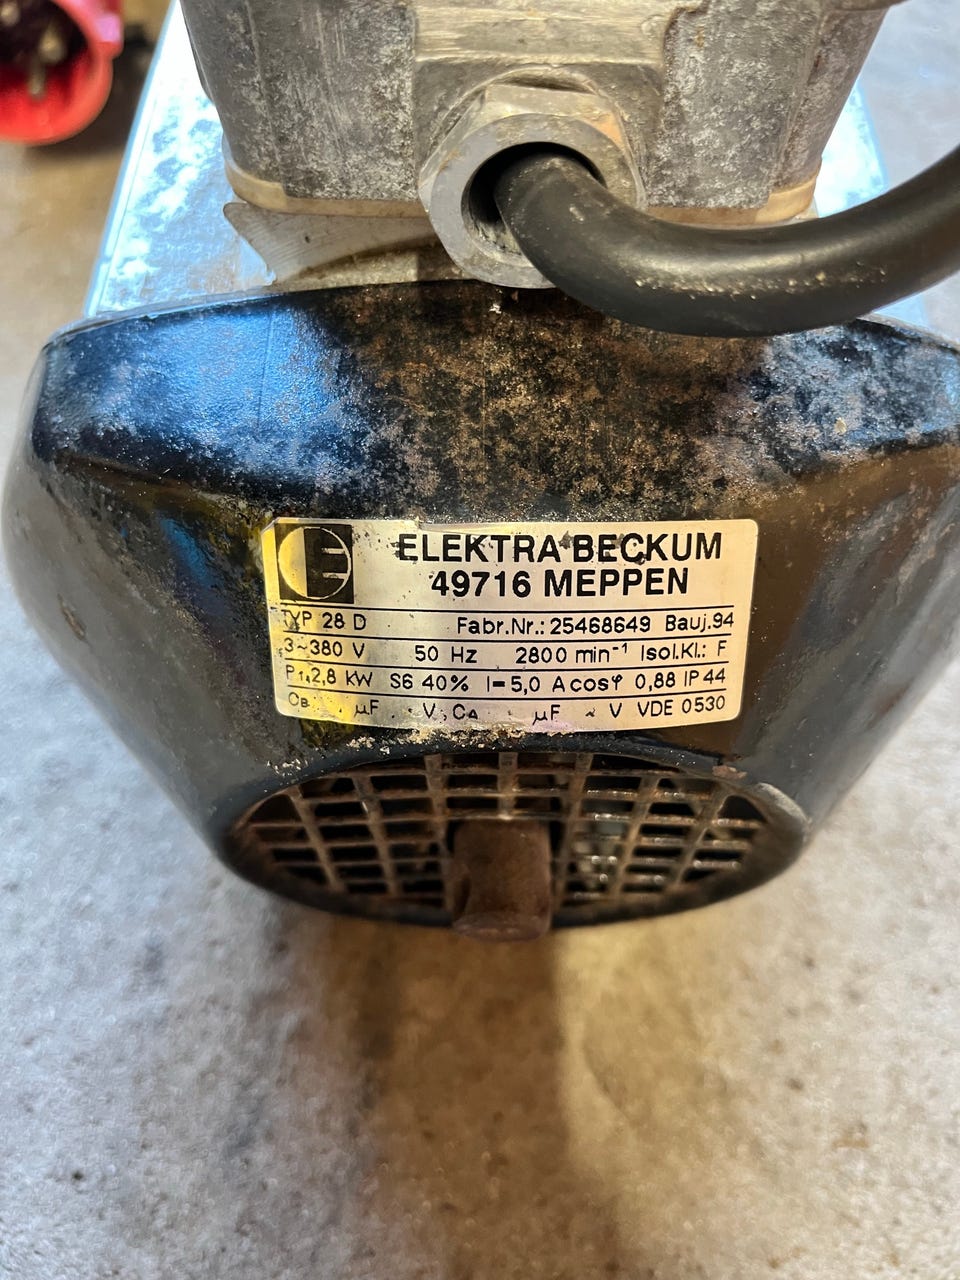 E
ELEKTRA BECKUM
49716 MEPPEN
TYP 28 D Fabr.Nr.: 25468649 Bauj.94
3~380 V 50 Hz 2800 min⁻¹ Isol.Kl.: F
P₁ 2,8 kW S6 40% I=5,0 A cosφ 0,88 IP 44
CB µF ~ V CA µF ~ V VDE 0530